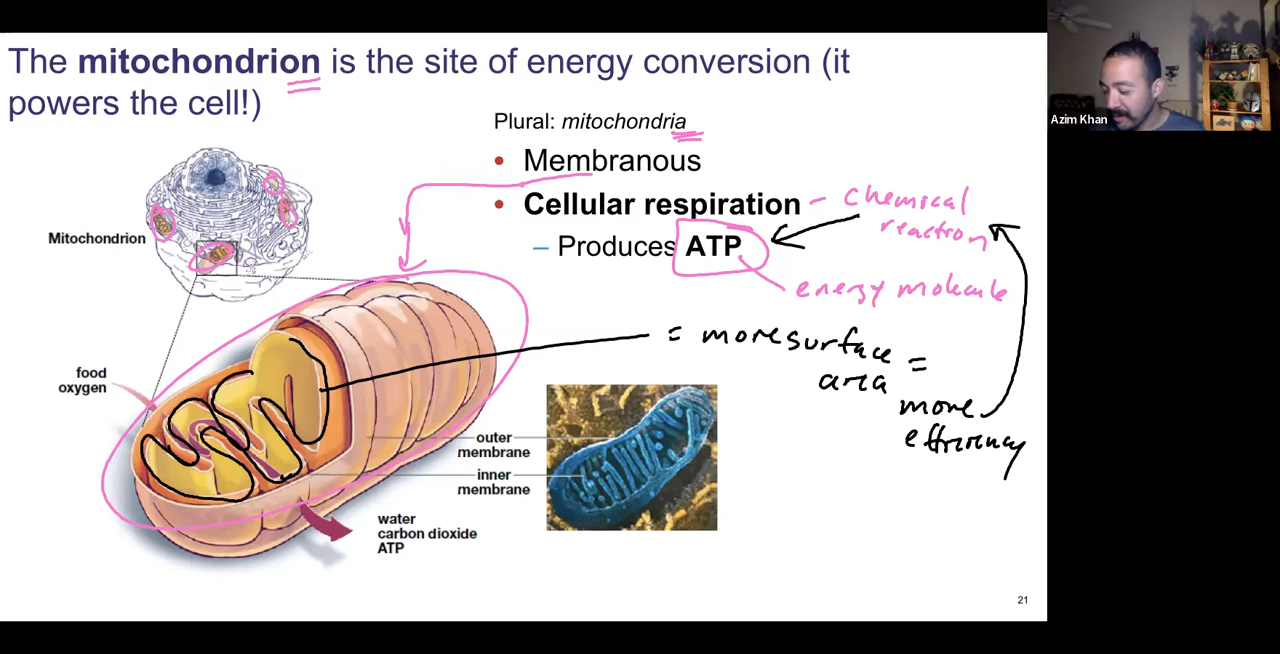 The mitochondrion is the site of energy conversion (it
powers the cell!)
Azim Khan
Plural: mitochondria
• Membranous
• Cellular respiration - chemical
reaction
– Produces ATP
energy molecule
Mitochondrion
= more surface
area =
more
efficiency
food
oxygen
outer
membrane
inner
membrane
water
carbon dioxide
ATP
21